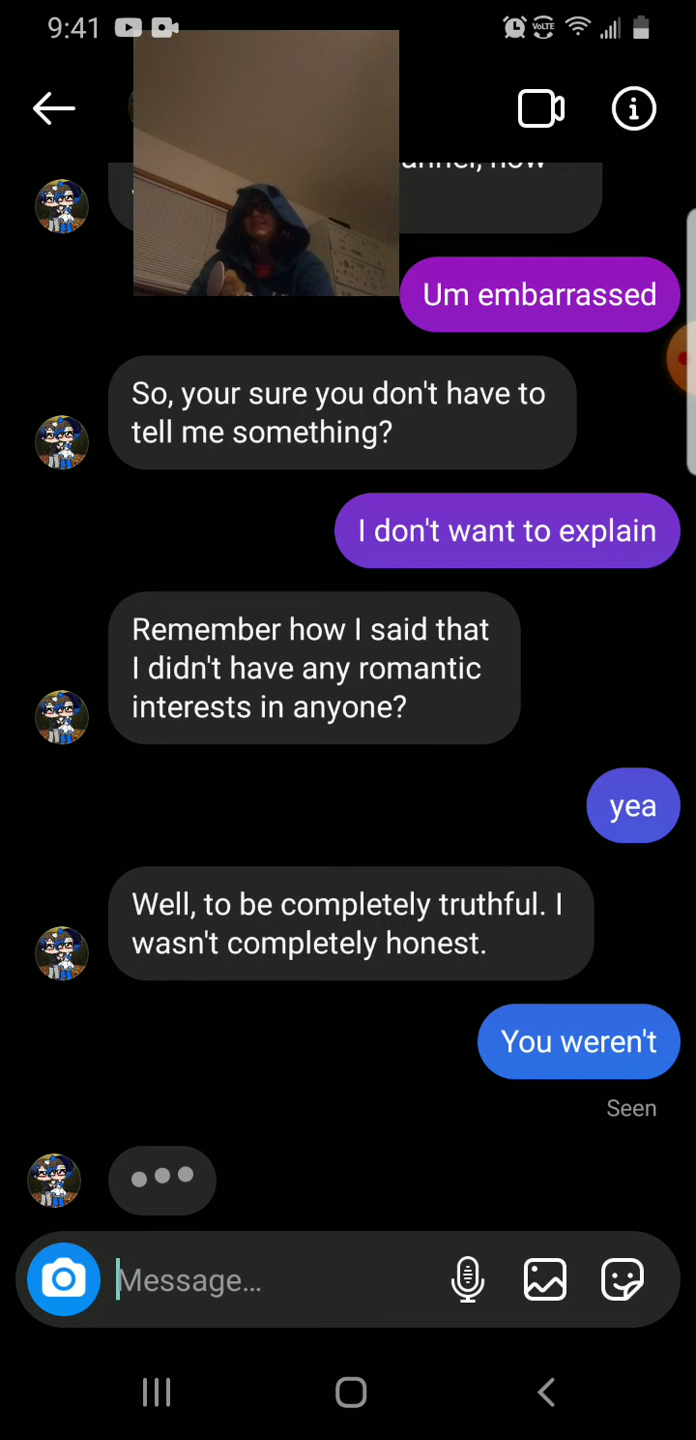 9:41
VoLTE
Um embarrassed
So, your sure you don't have to
tell me something?
I don't want to explain
Remember how I said that
I didn't have any romantic
interests in anyone?
yea
Well, to be completely truthful. I
wasn't completely honest.
You weren't
Seen
Message...